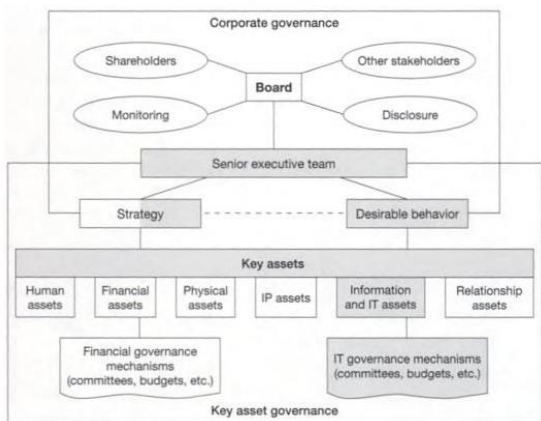 Corporate governance
Shareholders
Other stakeholders
Board
Monitoring
Disclosure
Senior executive team
Strategy
Desirable behavior
Key assets
Human
assets
Financial
assets
Physical
assets
IP assets
Information
and IT assets
Relationship
assets
Financial governance
mechanisms
(committees, budgets, etc.)
IT governance mechanisms
(committees, budgets, etc.)
Key asset governance